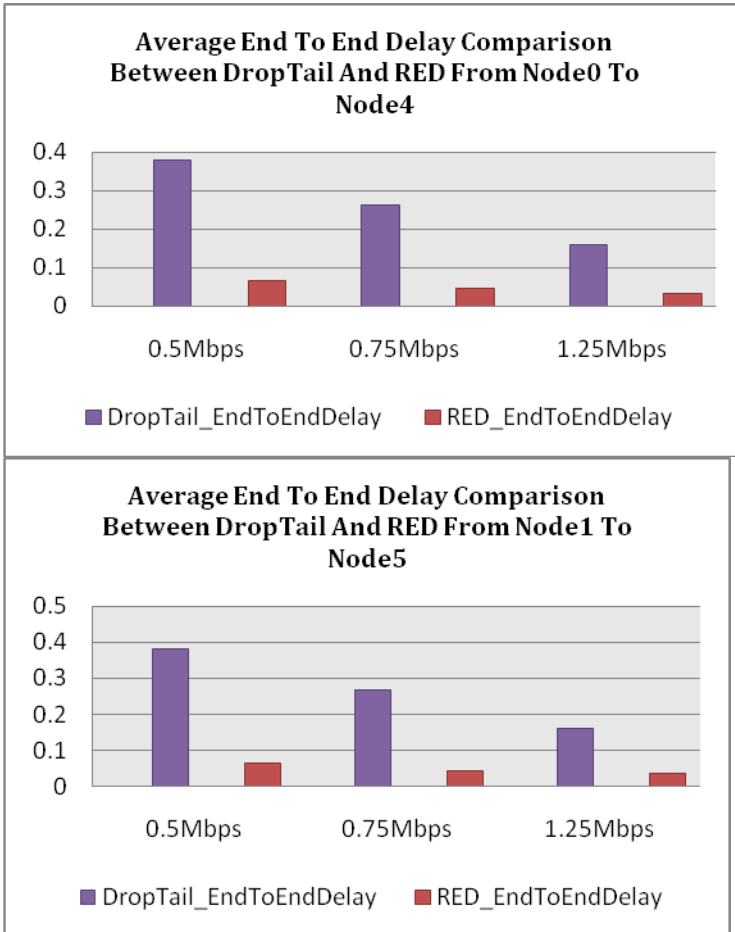 Average End To End Delay Comparison
Between DropTail And RED From Node0 To
Node4
0.4
0.3
0.2
0.1
0
0.5Mbps 0.75Mbps 1.25Mbps
DropTail_EndToEndDelay RED_EndToEndDelay
Average End To End Delay Comparison
Between DropTail And RED From Node1 To
Node5
0.5
0.4
0.3
0.2
0.1
0
0.5Mbps 0.75Mbps 1.25Mbps
DropTail_EndToEndDelay RED_EndToEndDelay